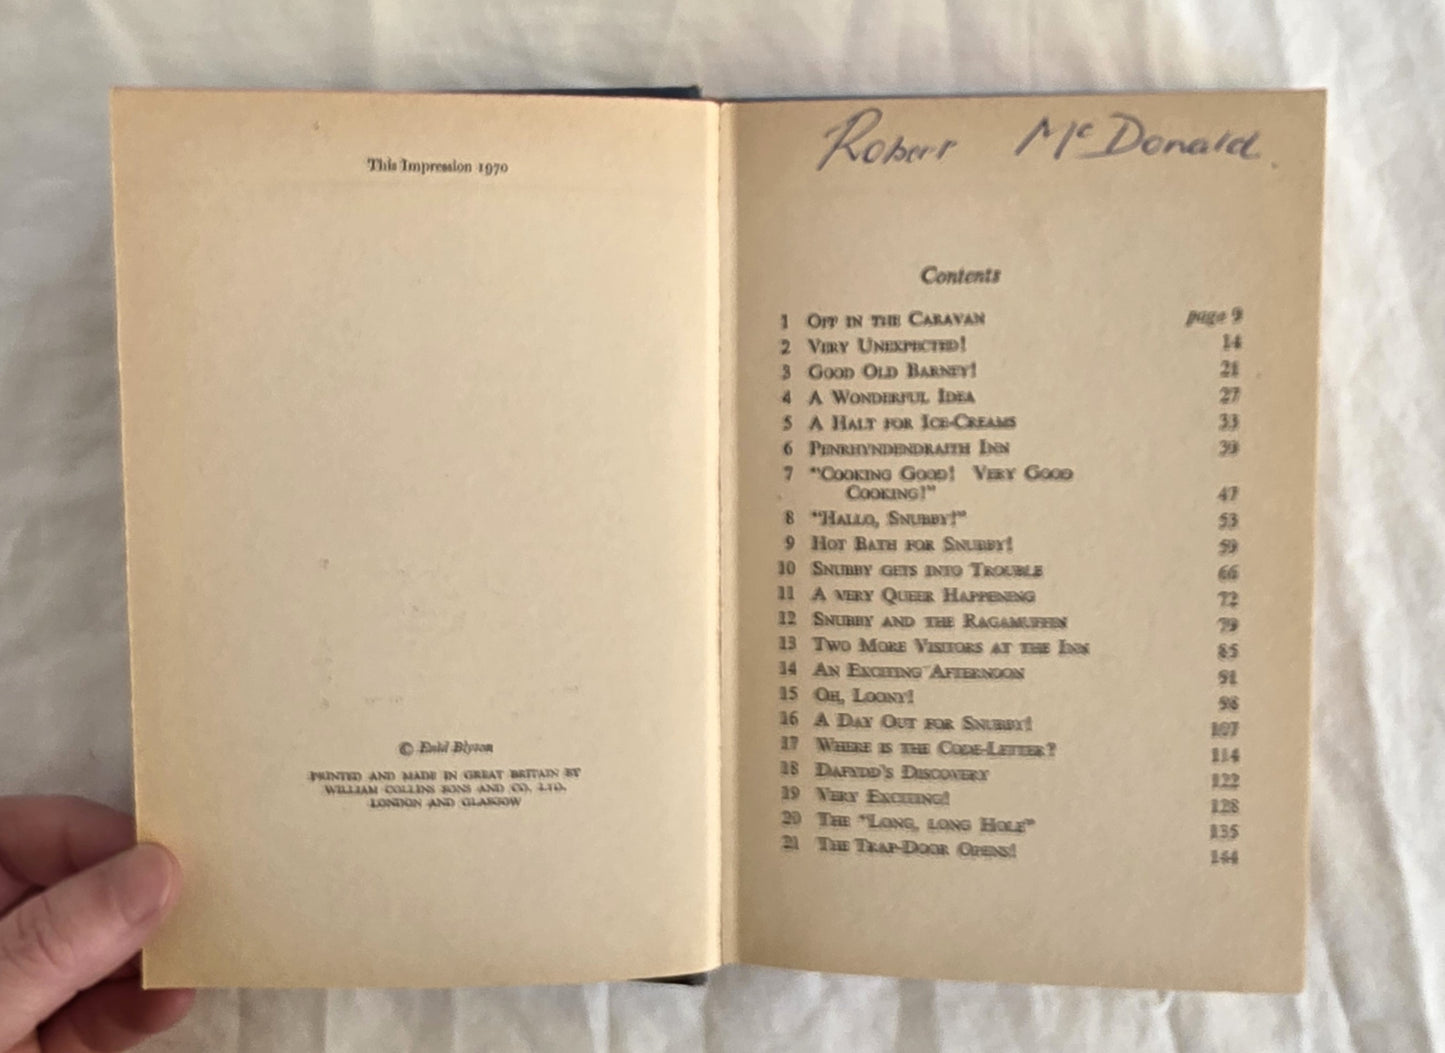 This Impression 1970
© Enid Blyton
PRINTED AND MADE IN GREAT BRITAIN BY
WILLIAM COLLINS SONS AND CO. LTD.
LONDON AND GLASGOW
Robert McDonald.
Contents
1 OFF IN THE CARAVAN page 9
2 VERY UNEXPECTED! 14
3 GOOD OLD BARNEY! 21
4 A WONDERFUL IDEA 27
5 A HALT FOR ICE-CREAMS 33
6 PENRHYNDENDRAITH INN 39
7 "COOKING GOOD! VERY GOOD
COOKING!" 47
8 "HALLO, SNUBBY!" 53
9 HOT BATH FOR SNUBBY! 59
10 SNUBBY GETS INTO TROUBLE 66
11 A VERY QUEER HAPPENING 72
12 SNUBBY AND THE RAGAMUFFIN 79
13 TWO MORE VISITORS AT THE INN 85
14 AN EXCITING AFTERNOON 91
15 OH, LOONY! 98
16 A DAY OUT FOR SNUBBY! 107
17 WHERE IS THE CODE-LETTER? 114
18 DAFYDD'S DISCOVERY 122
19 VERY EXCITING! 128
20 THE "LONG, LONG HOLE" 135
21 THE TRAP-DOOR OPENS! 144